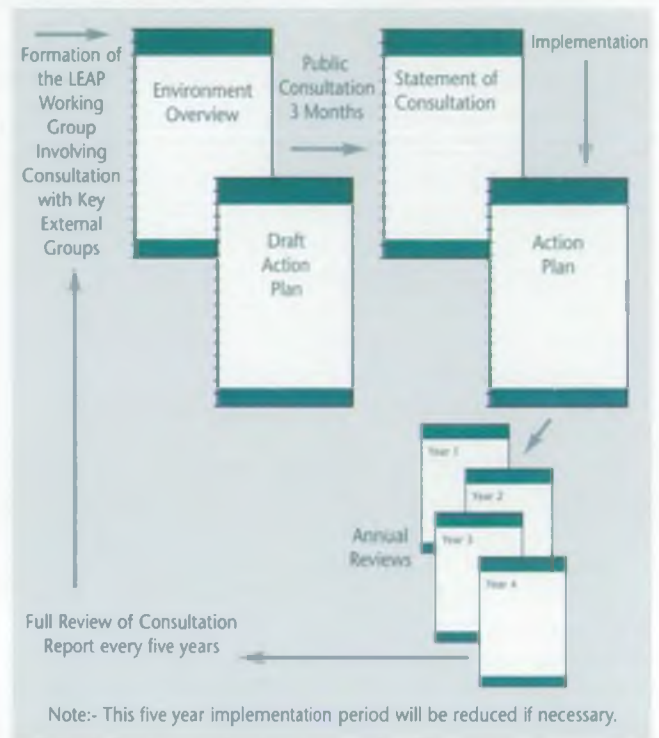 Formation of
the LEAP
Working
Group
Involving
Consultation
with Key
External
Groups
Environment
Overview
Draft
Action
Plan
Public
Consultation
3 Months
Statement of
Consultation
Implementation
Action
Plan
Year 1
Year 2
Year 3
Year 4
Annual
Reviews
Full Review of Consultation
Report every five years
Note:- This five year implementation period will be reduced if necessary.